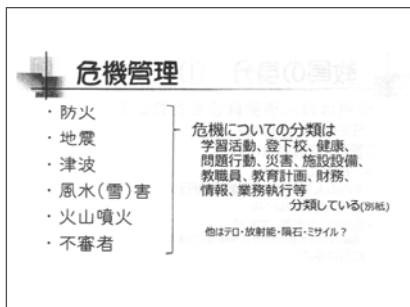 危機管理
・防火
・地震
・津波
・風水(雪)害
・火山噴火
・不審者
危機についての分類は
学習活動、登下校、健康、
問題行動、災害、施設設備、
教職員、教育計画、財務、
情報、業務執行等
分類している(別紙)
他はテロ・放射能・隕石・ミサイル?